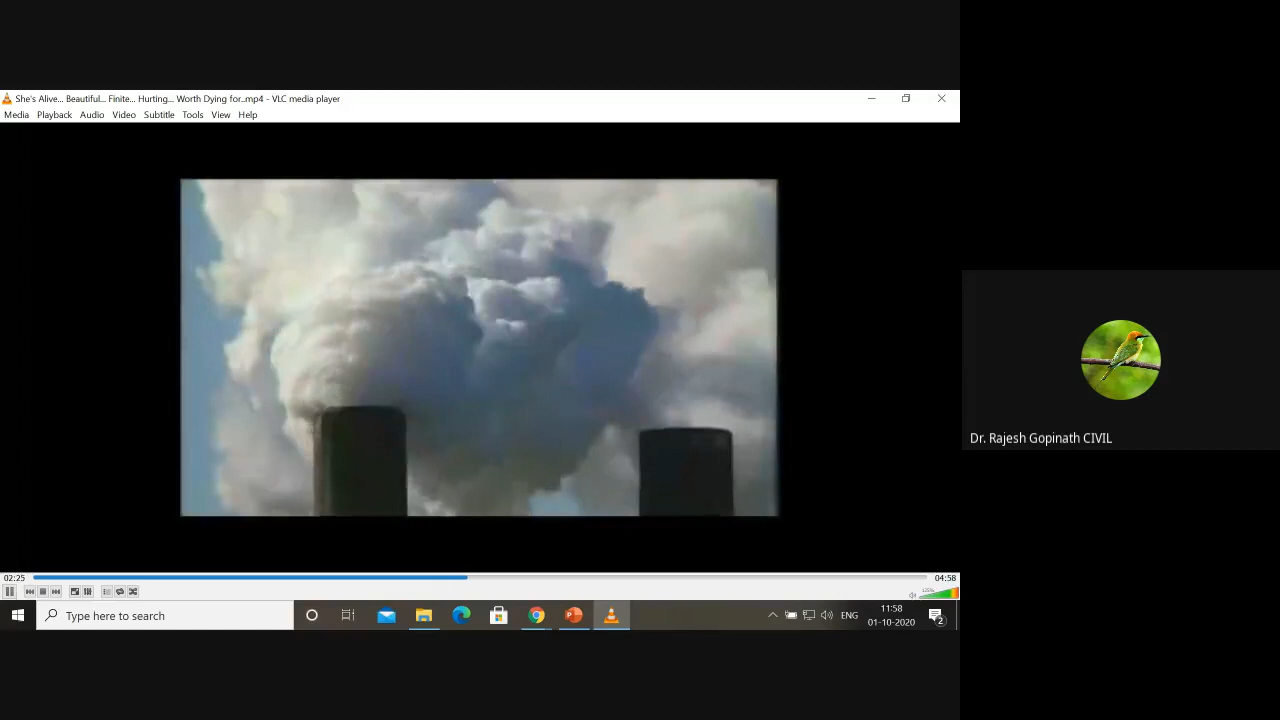 She's Alive... Beautiful... Finite... Hurting... Worth Dying for..mp4 - VLC media player
Media Playback Audio Video Subtitle Tools View Help
Dr. Rajesh Gopinath CIVIL
02:25
04:58
125%
Type here to search
ENG
11:58
01-10-2020
2